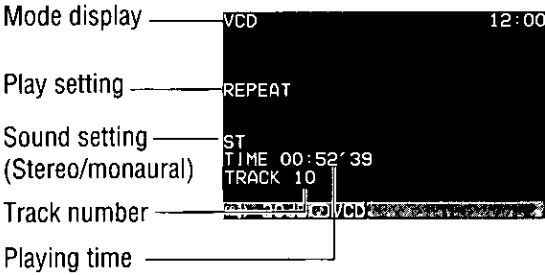 Mode display
VCD 12:00
Play setting
REPEAT
Sound setting
(Stereo/monaural)
ST
TIME 00:52´39
TRACK 10
Track number
VCD
Playing time